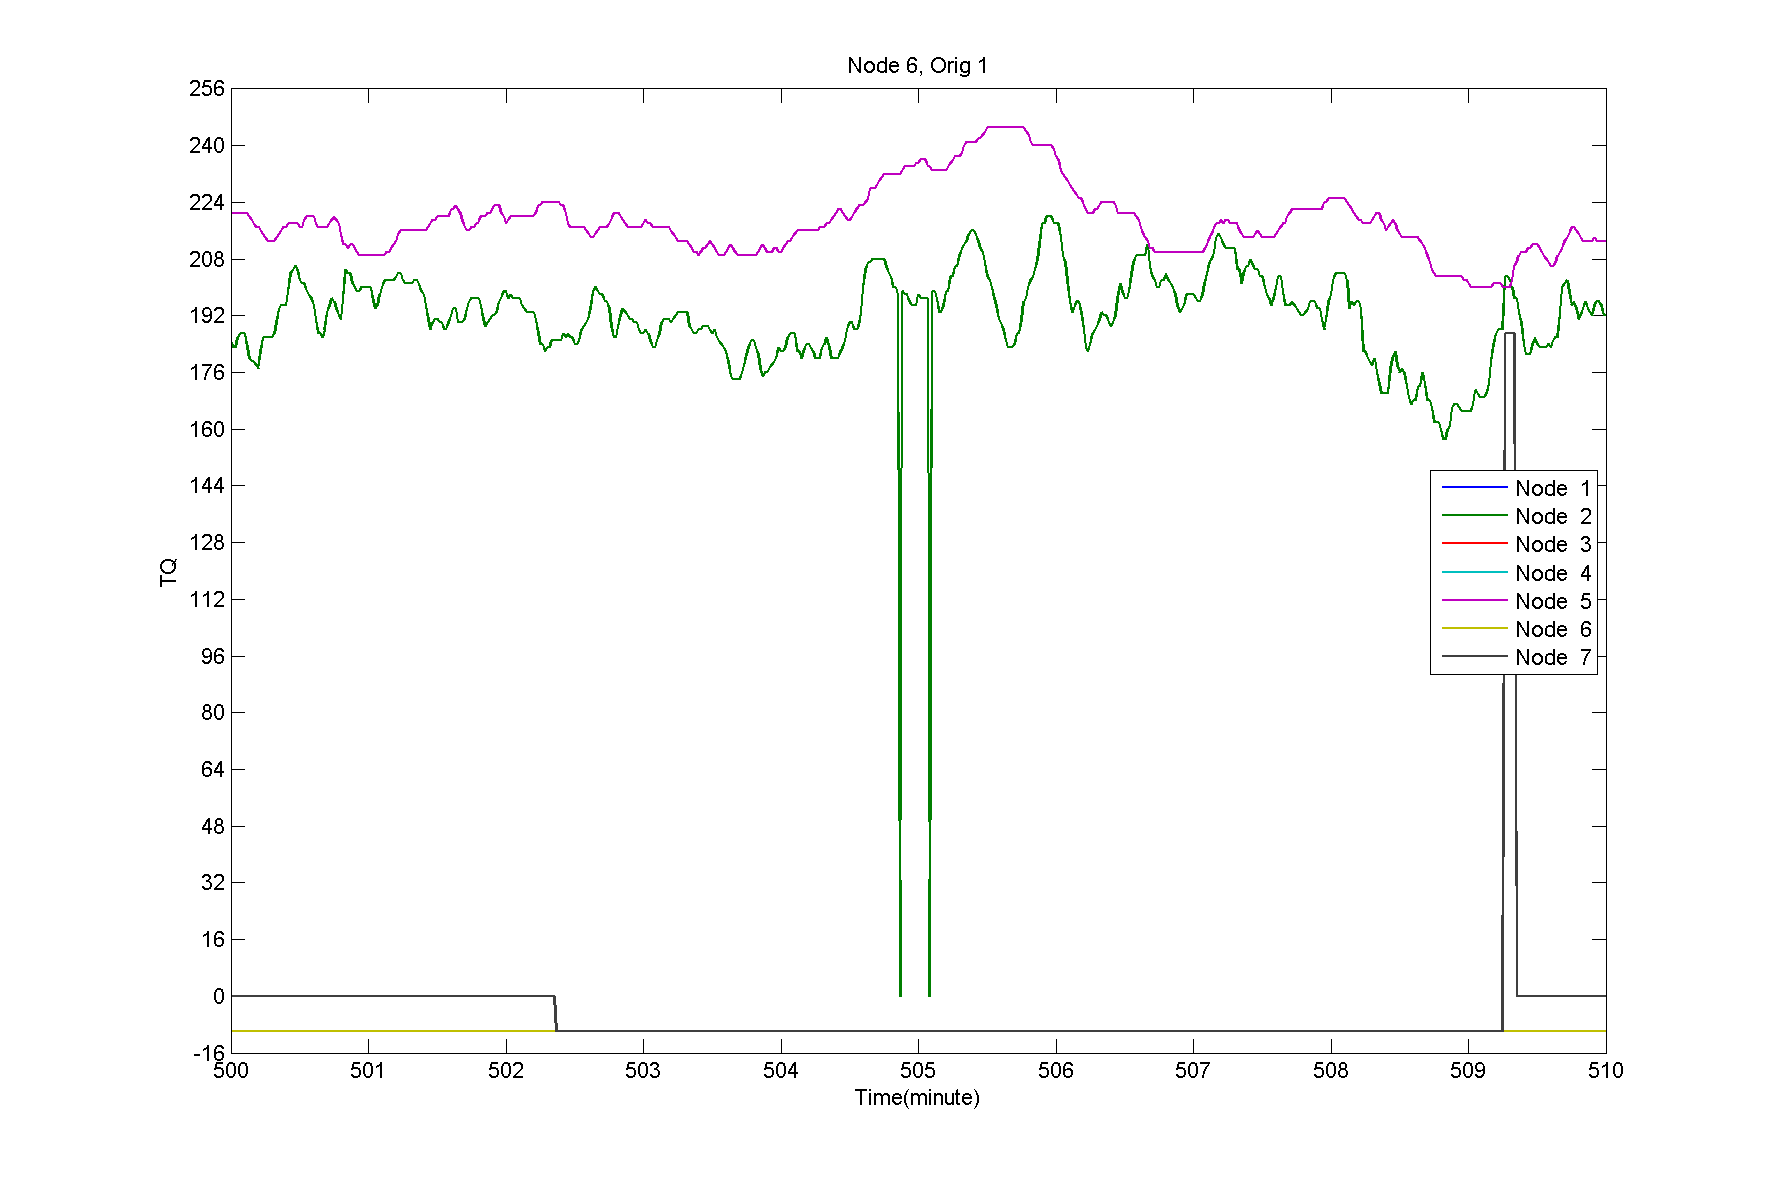 Node 6, Orig 1
256
240
224
208
192
176
160
144
128
112
96
80
64
48
32
16
0
-16
TQ
Node 1
Node 2
Node 3
Node 4
Node 5
Node 6
Node 7
500 501 502 503 504 505 506 507 508 509 510
Time(minute)